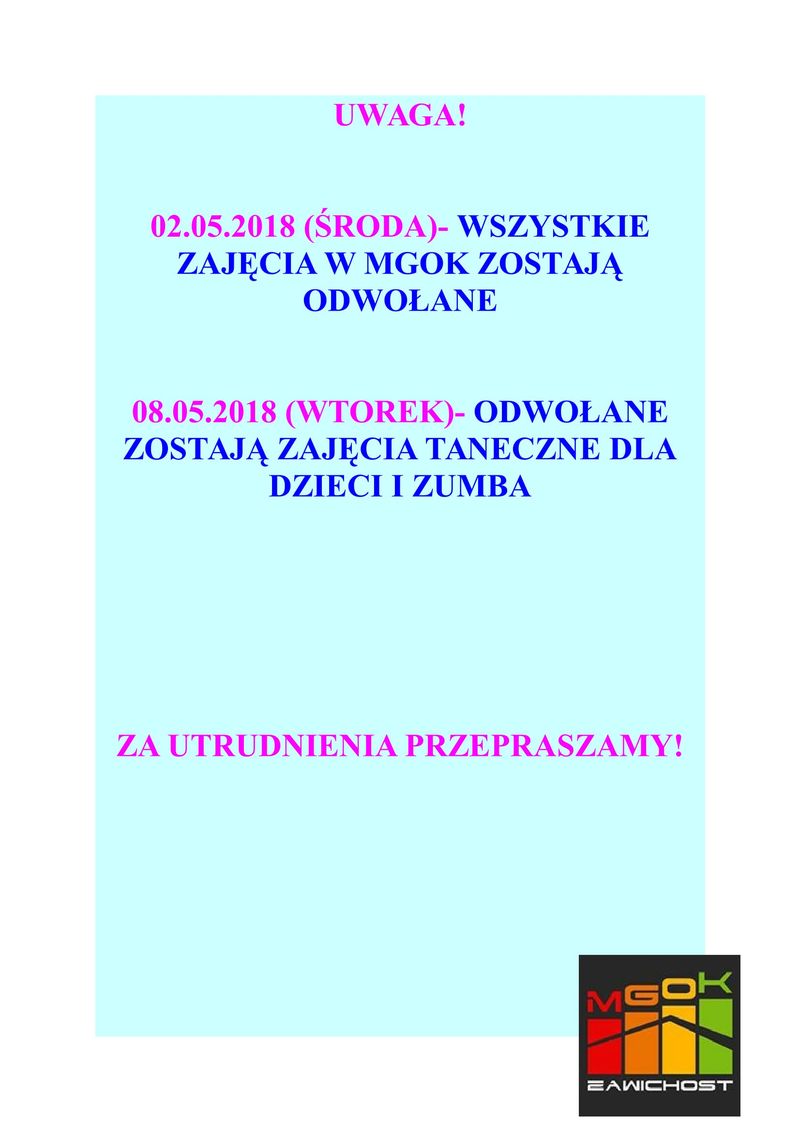 UWAGA!
02.05.2018 (ŚRODA)- WSZYSTKIE
ZAJĘCIA W MGOK ZOSTAJĄ
ODWOŁANE
08.05.2018 (WTOREK)- ODWOŁANE
ZOSTAJĄ ZAJĘCIA TANECZNE DLA
DZIECI I ZUMBA
ZA UTRUDNIENIA PRZEPRASZAMY!
MGOK
ZAWICHOST